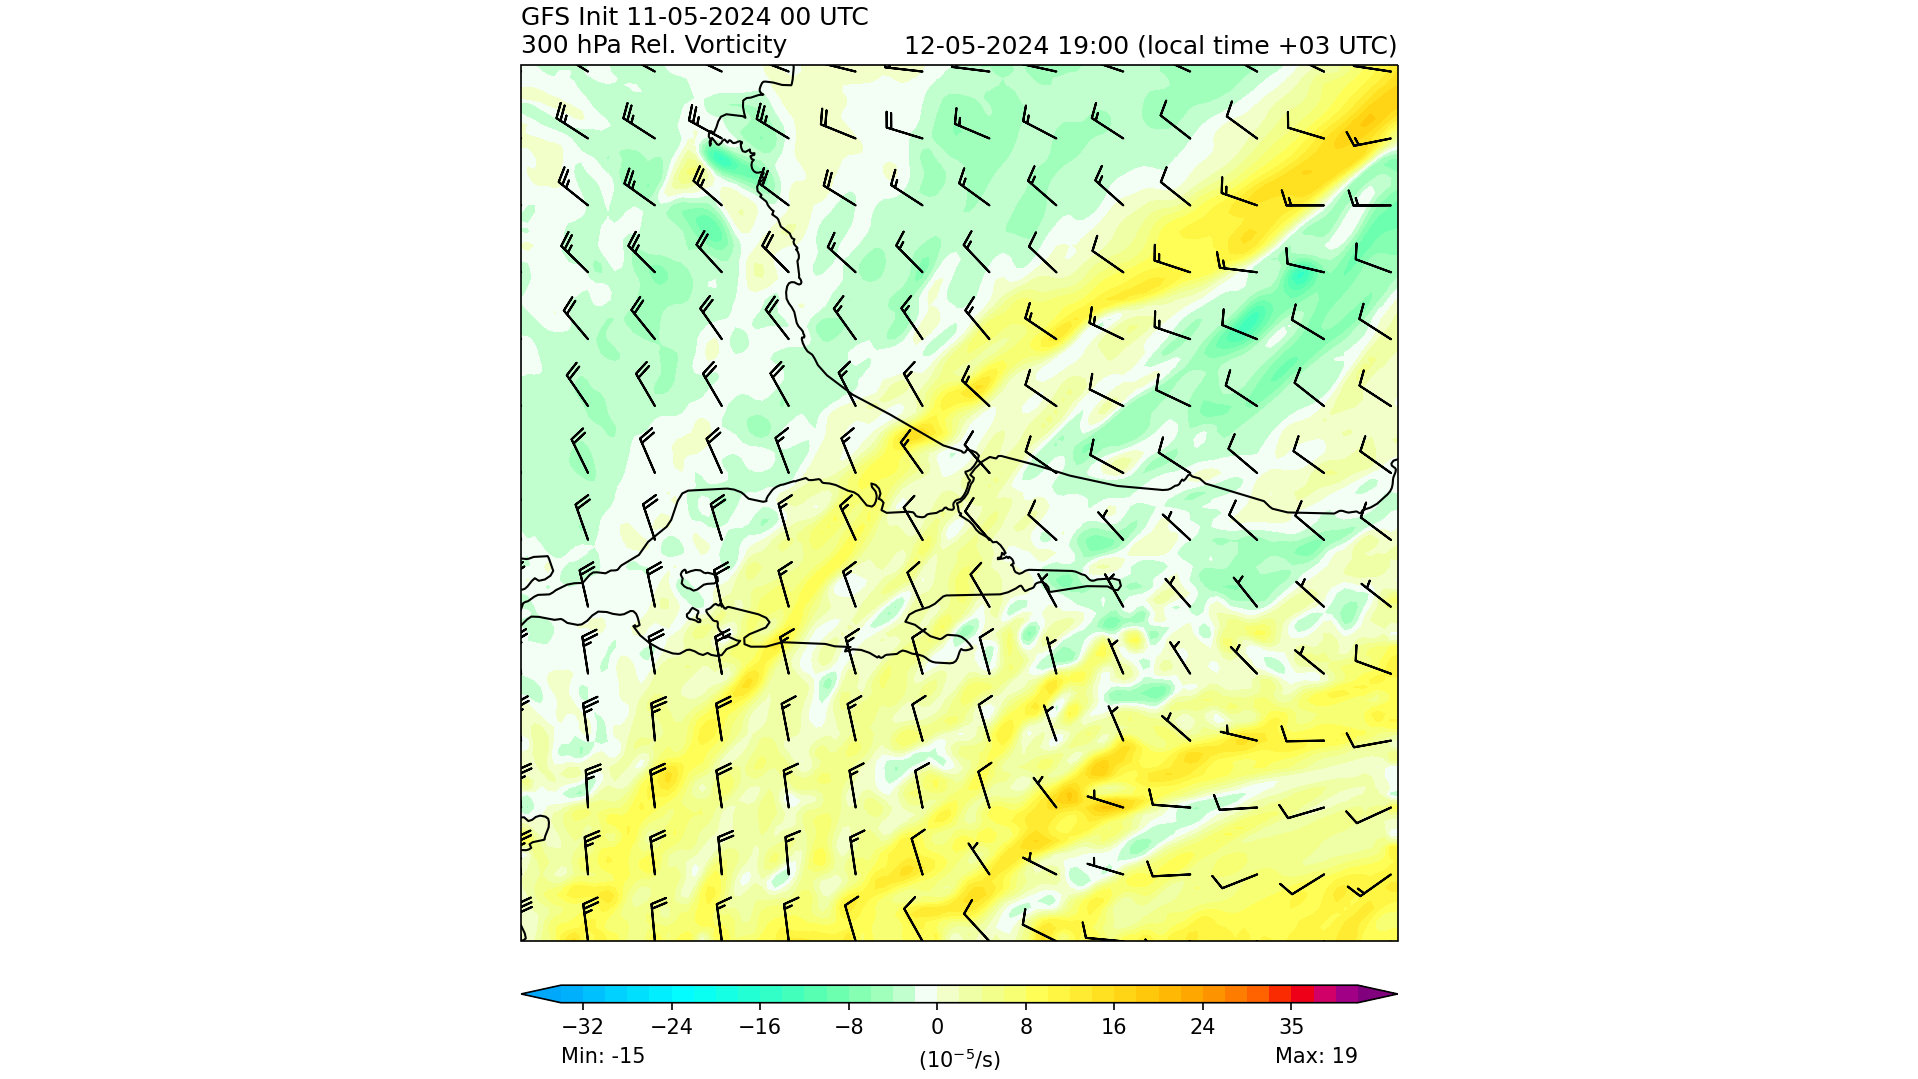 GFS Init 11-05-2024 00 UTC
300 hPa Rel. Vorticity
12-05-2024 19:00 (local time +03 UTC)
−32 −24 −16 −8 0 8 16 24 35
Min: -15 (10⁻⁵/s) Max: 19